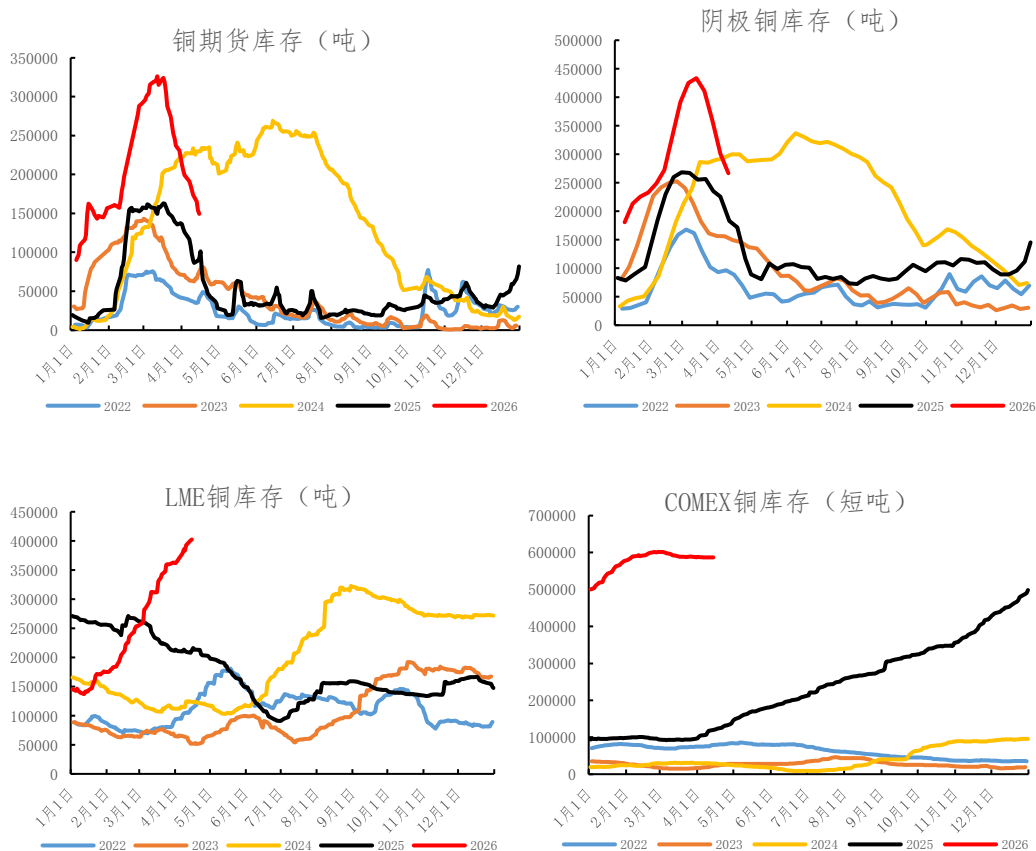 铜期货库存（吨）
350000
300000
250000
200000
150000
100000
50000
0
1月1日
2月1日
3月1日
4月1日
5月1日
6月1日
7月1日
8月1日
9月1日
10月1日
11月1日
12月1日
2022 2023 2024 2025 2026
阴极铜库存（吨）
500000
450000
400000
350000
300000
250000
200000
150000
100000
50000
0
1月1日
2月1日
3月1日
4月1日
5月1日
6月1日
7月1日
8月1日
9月1日
10月1日
11月1日
12月1日
2022 2023 2024 2025 2026
LME铜库存（吨）
450000
400000
350000
300000
250000
200000
150000
100000
50000
0
1月1日
2月1日
3月1日
4月1日
5月1日
6月1日
7月1日
8月1日
9月1日
10月1日
11月1日
12月1日
2022 2023 2024 2025 2026
COMEX铜库存（短吨）
700000
600000
500000
400000
300000
200000
100000
0
1月1日
2月1日
3月1日
4月1日
5月1日
6月1日
7月1日
8月1日
9月1日
10月1日
11月1日
12月1日
2022 2023 2024 2025 2026